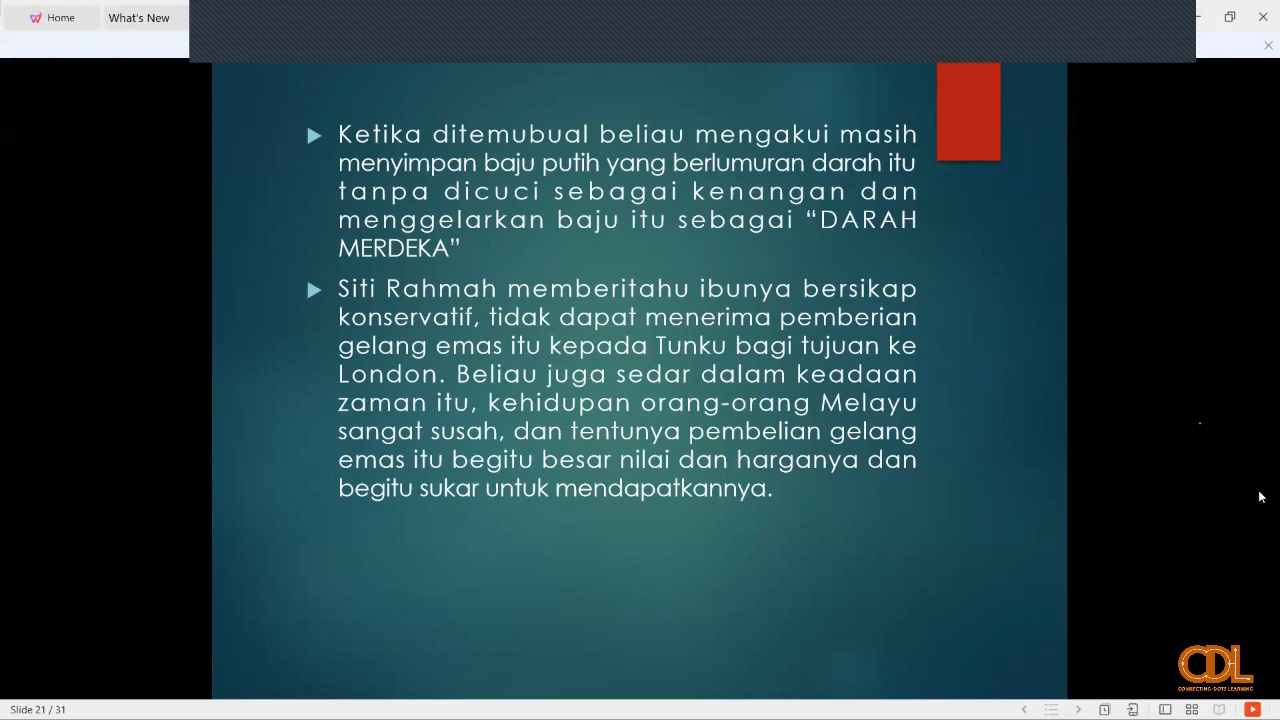 Home
What's New
Ketika ditemubual beliau mengakui masih
menyimpan baju putih yang berlumuran darah itu
tanpa dicuci sebagai kenangan dan
menggelarkan baju itu sebagai “DARAH
MERDEKA”
Siti Rahmah memberitahu ibunya bersikap
konservatif, tidak dapat menerima pemberian
gelang emas itu kepada Tunku bagi tujuan ke
London. Beliau juga sedar dalam keadaan
zaman itu, kehidupan orang-orang Melayu
sangat susah, dan tentunya pembelian gelang
emas itu begitu besar nilai dan harganya dan
begitu sukar untuk mendapatkannya.
CDL
CONNECTING DOTS LEARNING
Slide 21 / 31